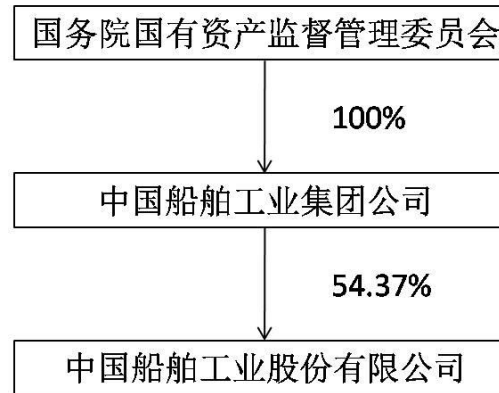 国务院国有资产监督管理委员会
100%
中国船舶工业集团公司
54.37%
中国船舶工业股份有限公司